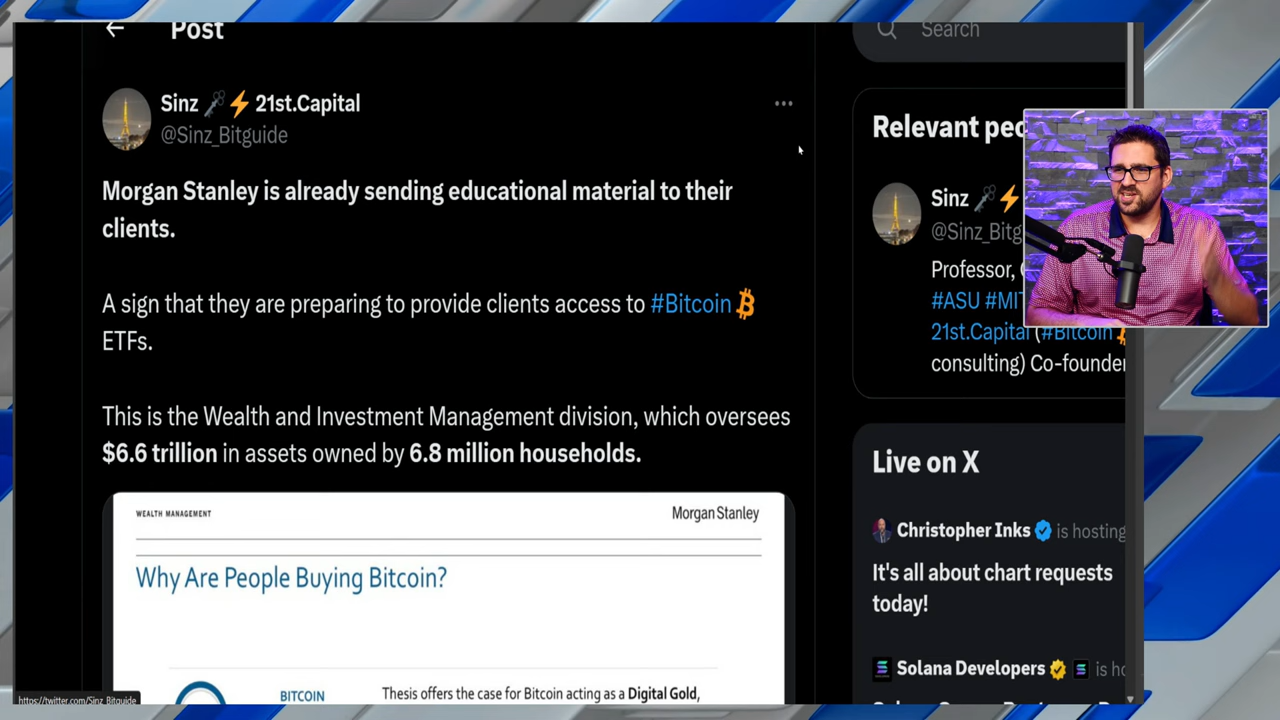 Post
Search
Sinz 21st.Capital
@Sinz_Bitguide
Morgan Stanley is already sending educational material to their
clients.
A sign that they are preparing to provide clients access to #Bitcoin
ETFs.
This is the Wealth and Investment Management division, which oversees
$6.6 trillion in assets owned by 6.8 million households.
WEALTH MANAGEMENT
Morgan Stanley
Why Are People Buying Bitcoin?
BITCOIN
Thesis offers the case for Bitcoin acting as a Digital Gold,
Relevant
Sinz
Professor,
#ASU
21st.Capital (#Bitcoin
consulting) Co-founder
Live on X
Christopher Inks is hosting
It's all about chart requests
today!
Solana Developers is
https://twitter.com/Sinz_Bitguide